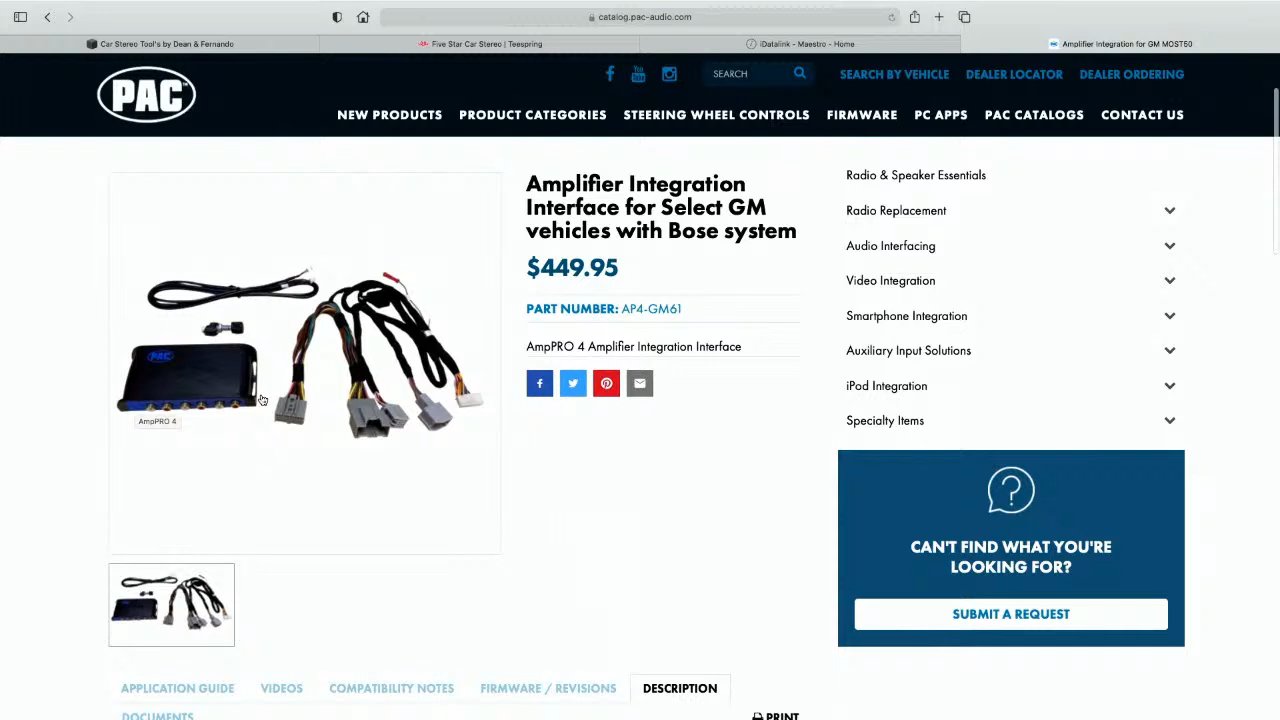 catalog.pac-audio.com
Car Stereo Tool's by Dean & Fernando
Five Star Car Stereo | Teespring
iDatalink - Maestro - Home
Amplifier Integration for GM MOST50
PAC
SEARCH
SEARCH BY VEHICLE
DEALER LOCATOR
DEALER ORDERING
NEW PRODUCTS
PRODUCT CATEGORIES
STEERING WHEEL CONTROLS
FIRMWARE
PC APPS
PAC CATALOGS
CONTACT US
PAC
AmpPRO 4
Amplifier Integration
Interface for Select GM
vehicles with Bose system
$449.95
PART NUMBER: AP4-GM61
AmpPRO 4 Amplifier Integration Interface
Radio & Speaker Essentials
Radio Replacement
Audio Interfacing
Video Integration
Smartphone Integration
Auxiliary Input Solutions
iPod Integration
Specialty Items
CAN'T FIND WHAT YOU'RE
LOOKING FOR?
SUBMIT A REQUEST
APPLICATION GUIDE
VIDEOS
COMPATIBILITY NOTES
FIRMWARE / REVISIONS
DESCRIPTION
DOCUMENTS
PRINT